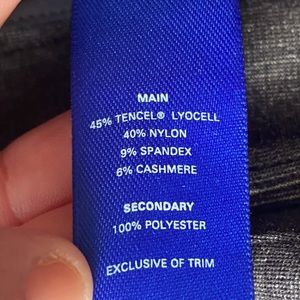 MAIN
45% TENCEL® LYOCELL
40% NYLON
9% SPANDEX
6% CASHMERE
SECONDARY
100% POLYESTER
EXCLUSIVE OF TRIM